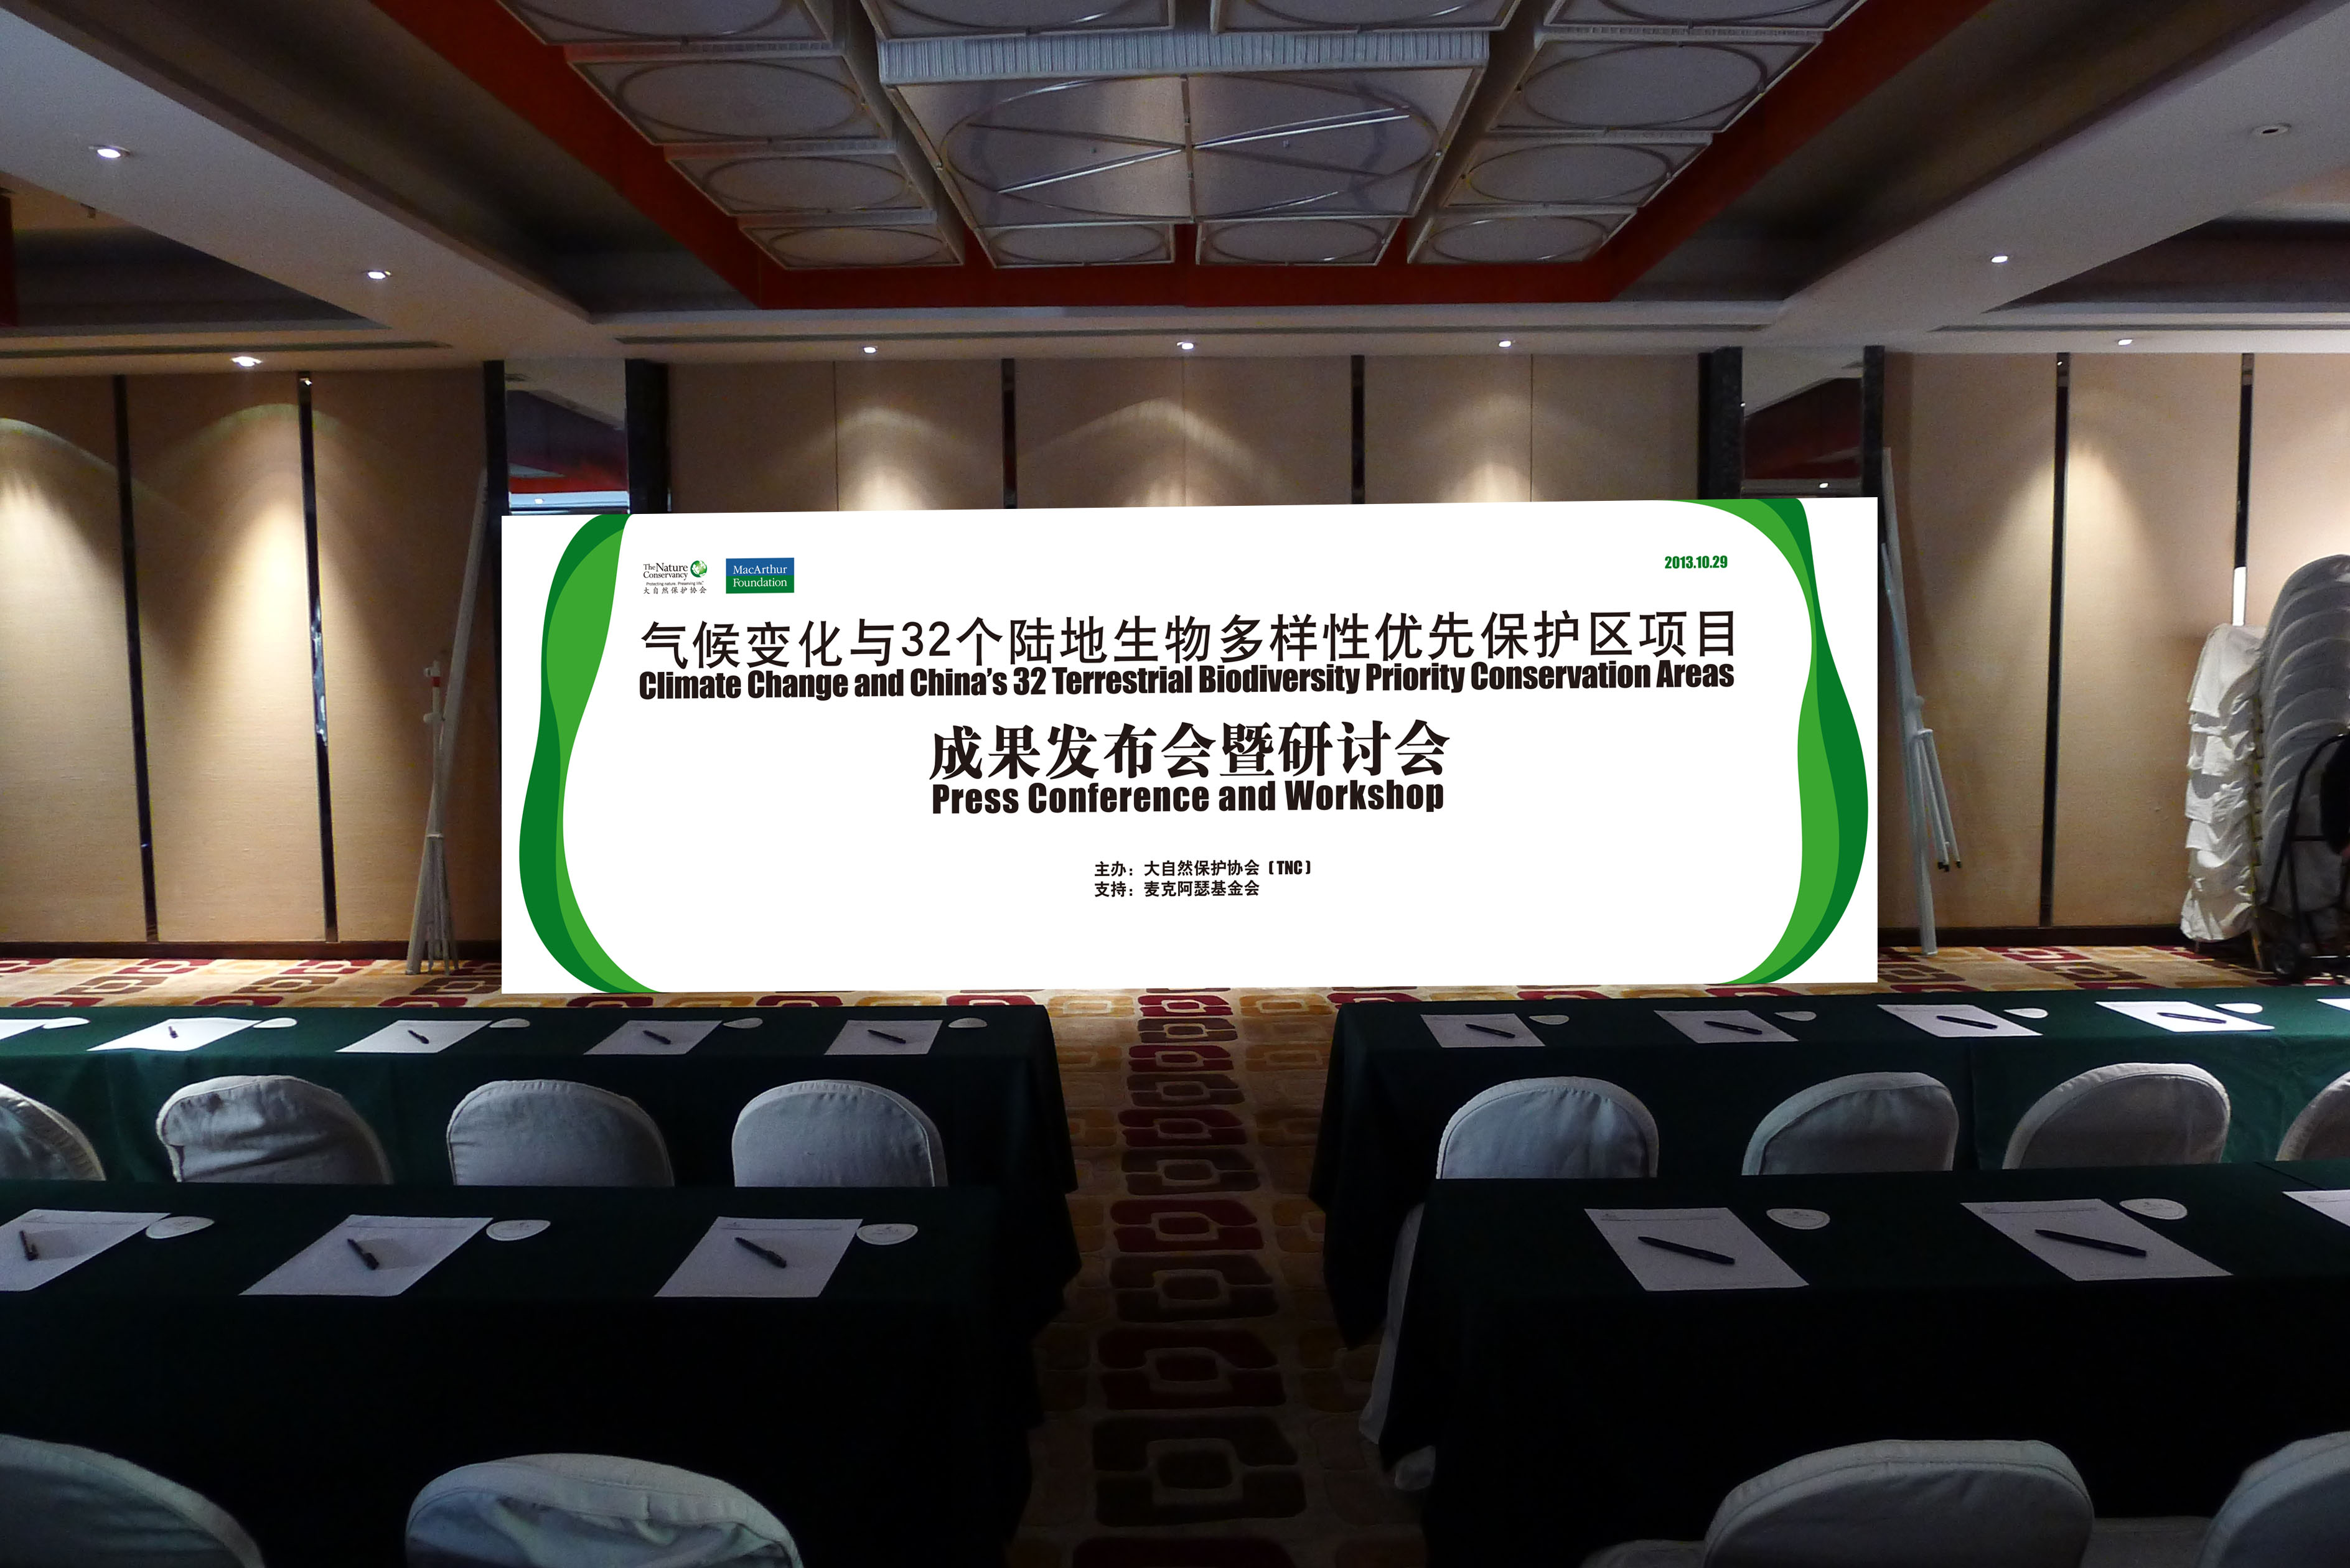 The Nature
Conservancy
Protecting nature. Preserving life.
大自然保护协会
MacArthur
Foundation
2013.10.29
气候变化与32个陆地生物多样性优先保护区项目
Climate Change and China's 32 Terrestrial Biodiversity Priority Conservation Areas
成果发布会暨研讨会
Press Conference and Workshop
主办：大自然保护协会（TNC）
支持：麦克阿瑟基金会